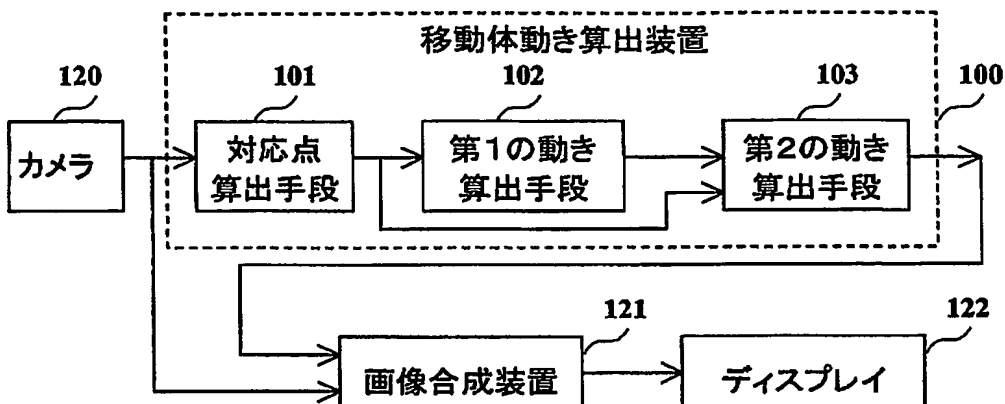 移動体動き算出装置
120
101
102
103
100
カメラ
対応点
算出手段
第1の動き
算出手段
第2の動き
算出手段
121
122
画像合成装置
ディスプレイ